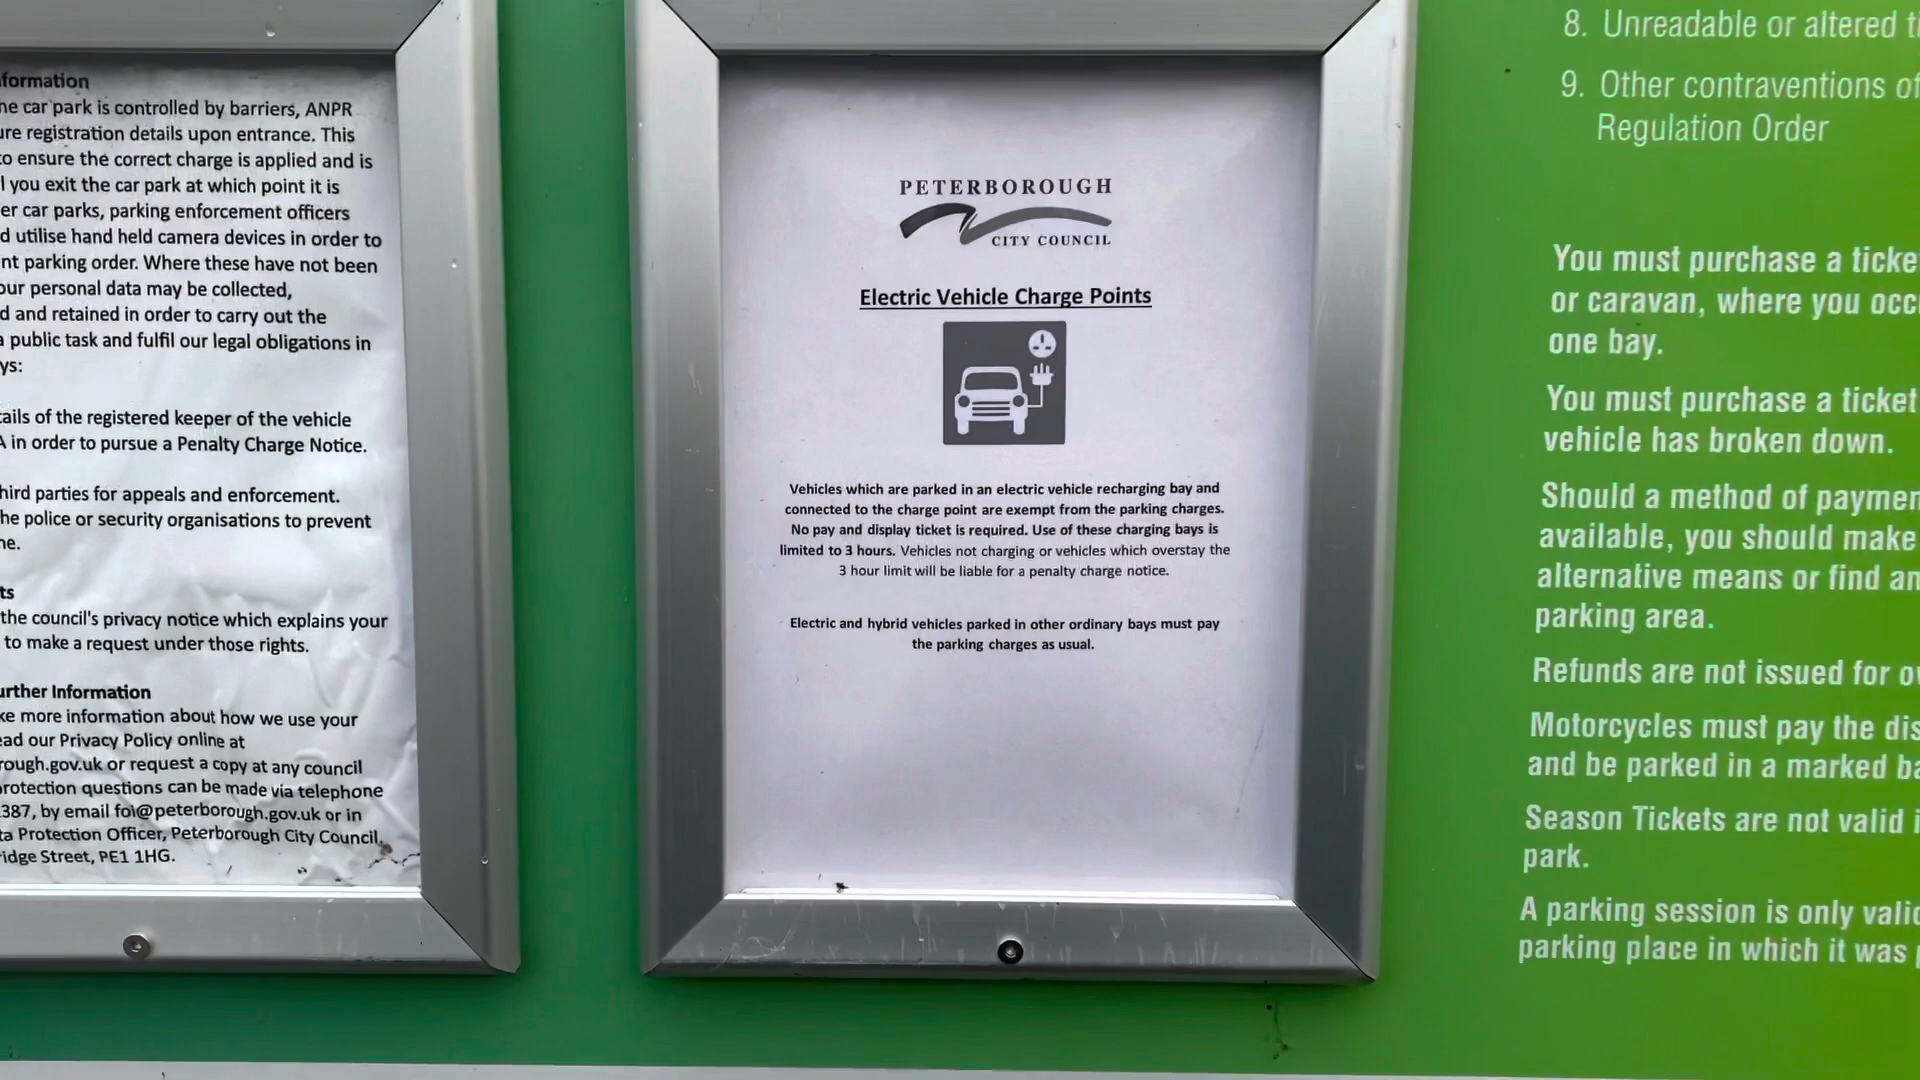 formation
he car park is controlled by barriers, ANPR
ure registration details upon entrance. This
to ensure the correct charge is applied and is
l you exit the car park at which point it is
er car parks, parking enforcement officers
d utilise hand held camera devices in order to
nt parking order. Where these have not been
our personal data may be collected,
d and retained in order to carry out the
a public task and fulfil our legal obligations in
ys:
tails of the registered keeper of the vehicle
A in order to pursue a Penalty Charge Notice.
hird parties for appeals and enforcement.
he police or security organisations to prevent
me.
ts
the council's privacy notice which explains your
to make a request under those rights.
urther Information
ke more information about how we use your
ead our Privacy Policy online at
rough.gov.uk or request a copy at any council
protection questions can be made via telephone
387, by email foi@peterborough.gov.uk or in
ta Protection Officer, Peterborough City Council,
ridge Street, PE1 1HG.
PETERBOROUGH
CITY COUNCIL
Electric Vehicle Charge Points
Vehicles which are parked in an electric vehicle recharging bay and
connected to the charge point are exempt from the parking charges.
No pay and display ticket is required. Use of these charging bays is
limited to 3 hours. Vehicles not charging or vehicles which overstay the
3 hour limit will be liable for a penalty charge notice.
Electric and hybrid vehicles parked in other ordinary bays must pay
the parking charges as usual.
8. Unreadable or altered ti
9. Other contraventions of
Regulation Order
You must purchase a ticke
or caravan, where you occ
one bay.
You must purchase a ticket
vehicle has broken down.
Should a method of paymen
available, you should make
alternative means or find an
parking area.
Refunds are not issued for ov
Motorcycles must pay the dis
and be parked in a marked ba
Season Tickets are not valid i
park.
A parking session is only valid
parking place in which it was p